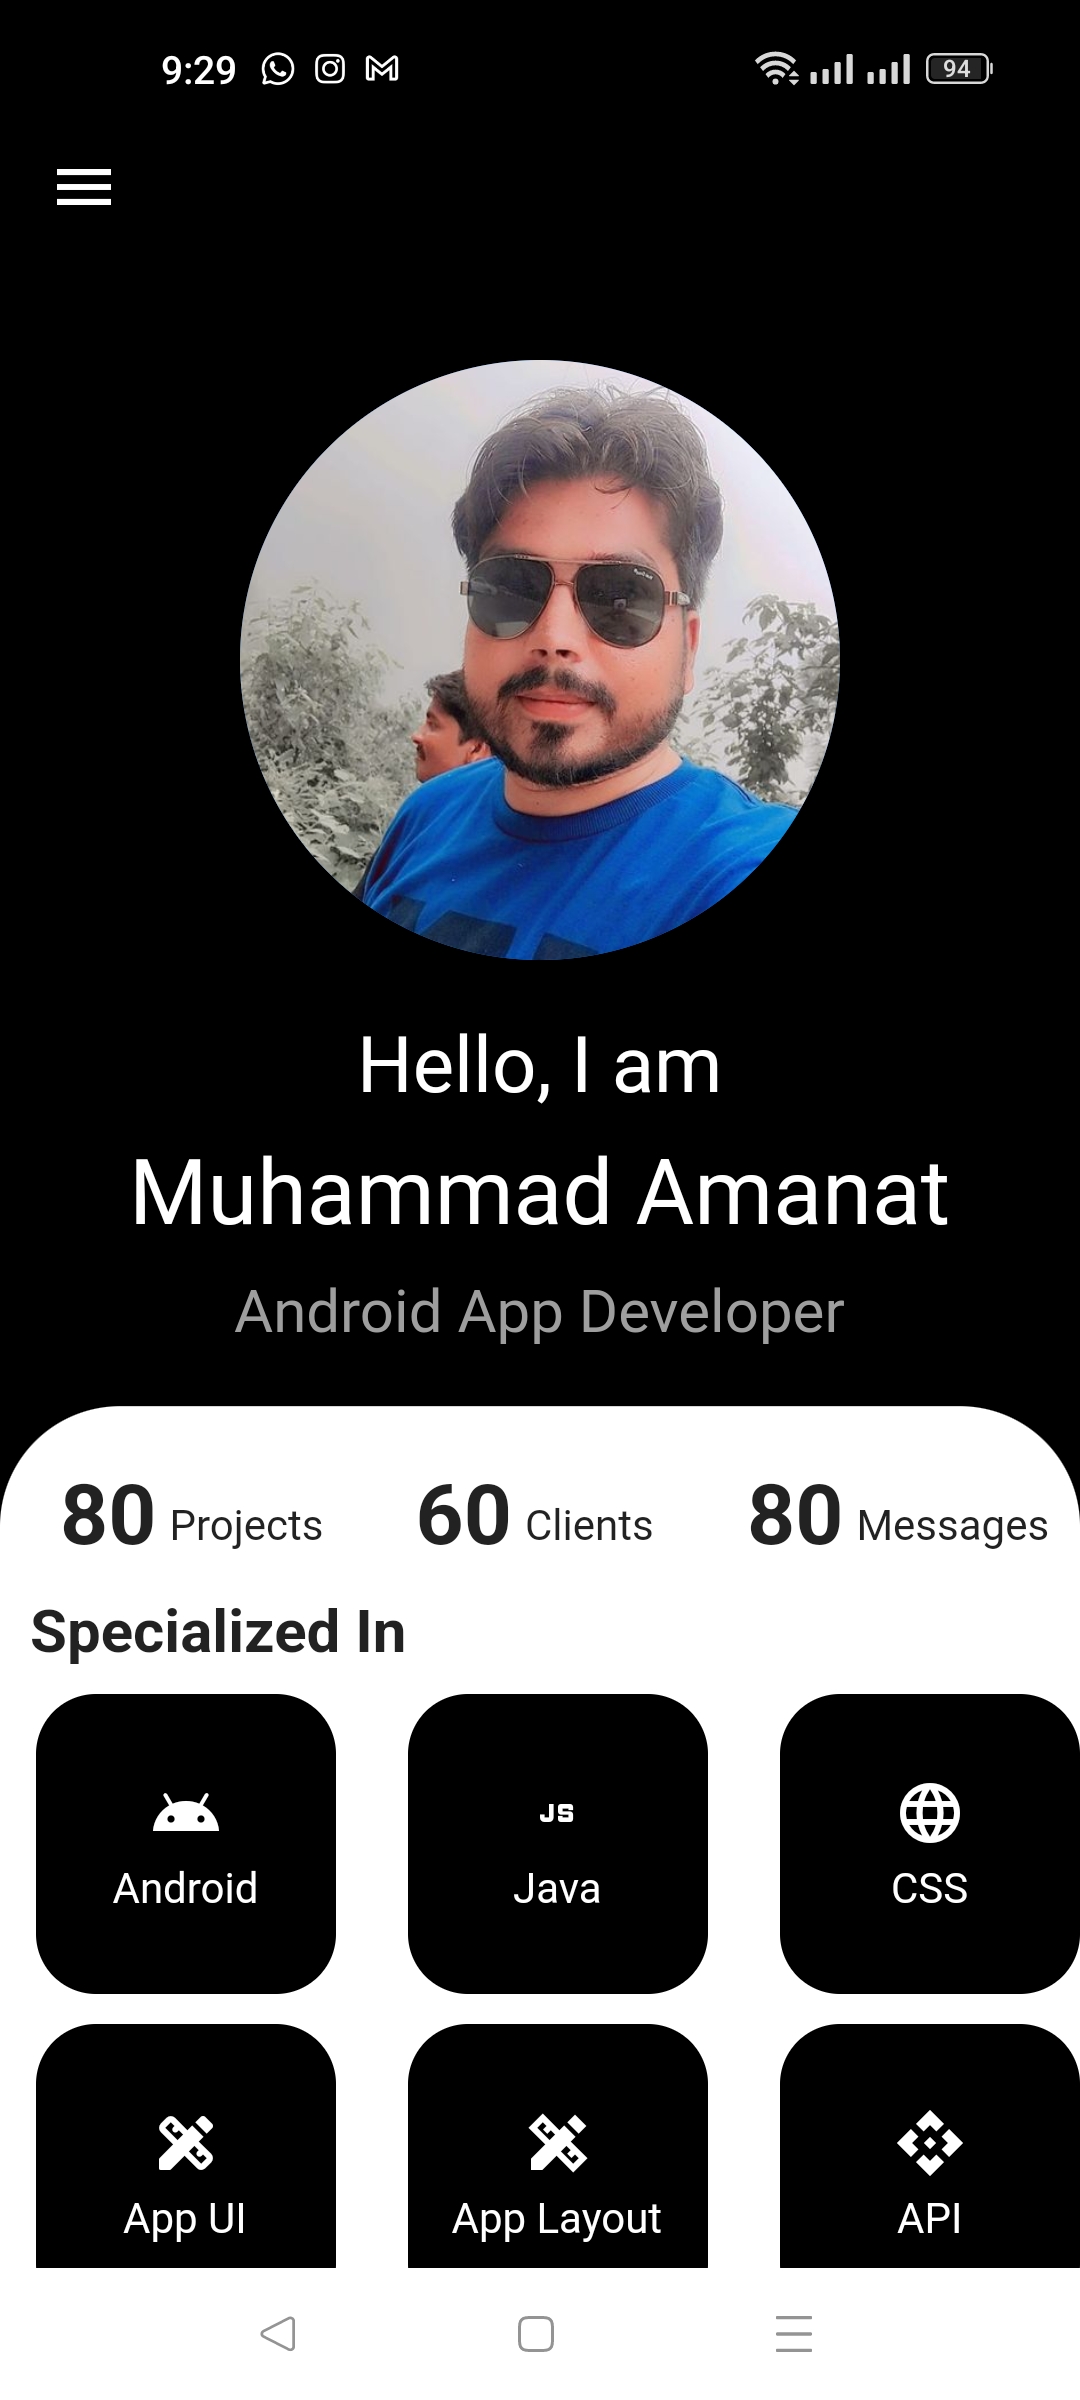 9:29 94
Hello, I am
Muhammad Amanat
Android App Developer
80 Projects 60 Clients 80 Messages
Specialized In
JS
Android Java CSS
App UI App Layout API